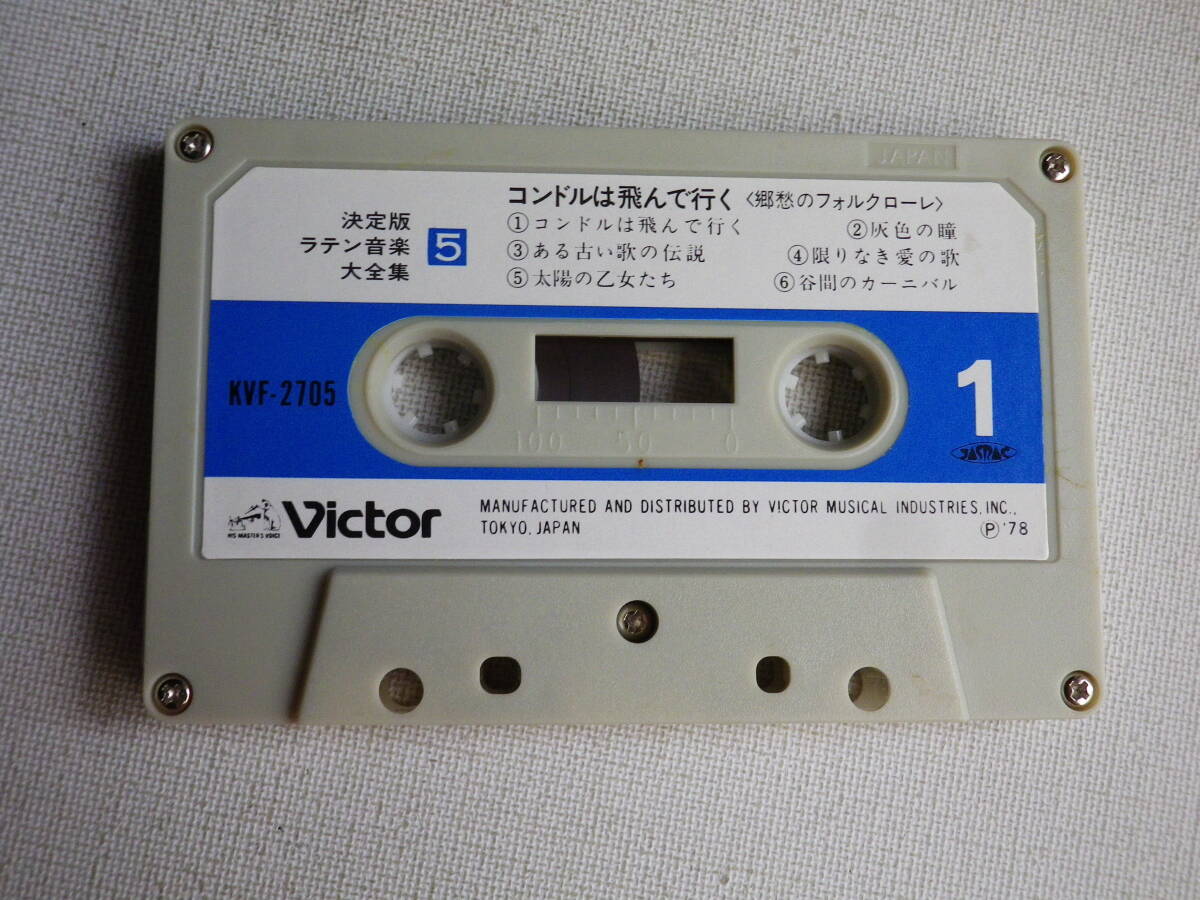 JAPAN
決定版
ラテン音楽
大全集
5
コンドルは飛んで行く 〈郷愁のフォルクローレ〉
①コンドルは飛んで行く ②灰色の瞳
③ある古い歌の伝説 ④限りなき愛の歌
⑤太陽の乙女たち ⑥谷間のカーニバル
KVF-2705
100 50 0
1
JASRAC
HIS MASTER'S VOICE
Victor
MANUFACTURED AND DISTRIBUTED BY VICTOR MUSICAL INDUSTRIES, INC.,
TOKYO, JAPAN
Ⓟ '78